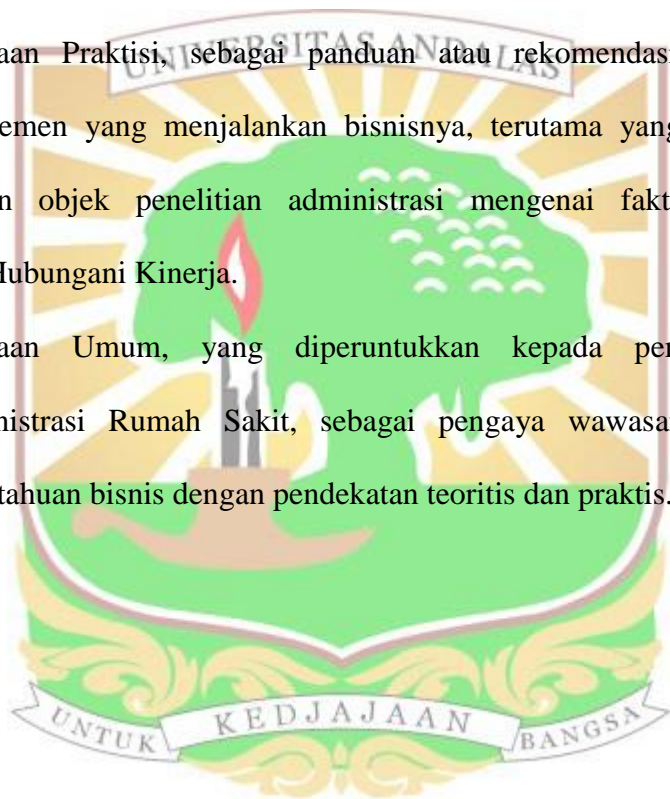 UNIVERSITAS ANDALAS
aan Praktisi, sebagai panduan atau rekomendasi
emen yang menjalankan bisnisnya, terutama yang
n objek penelitian administrasi mengenai fakt
Hubungani Kinerja.
aan Umum, yang diperuntukkan kepada per
nistrasi Rumah Sakit, sebagai pengaya wawasa
tahuan bisnis dengan pendekatan teoritis dan praktis.
UNTUK KEDJAJAAN BANGSA